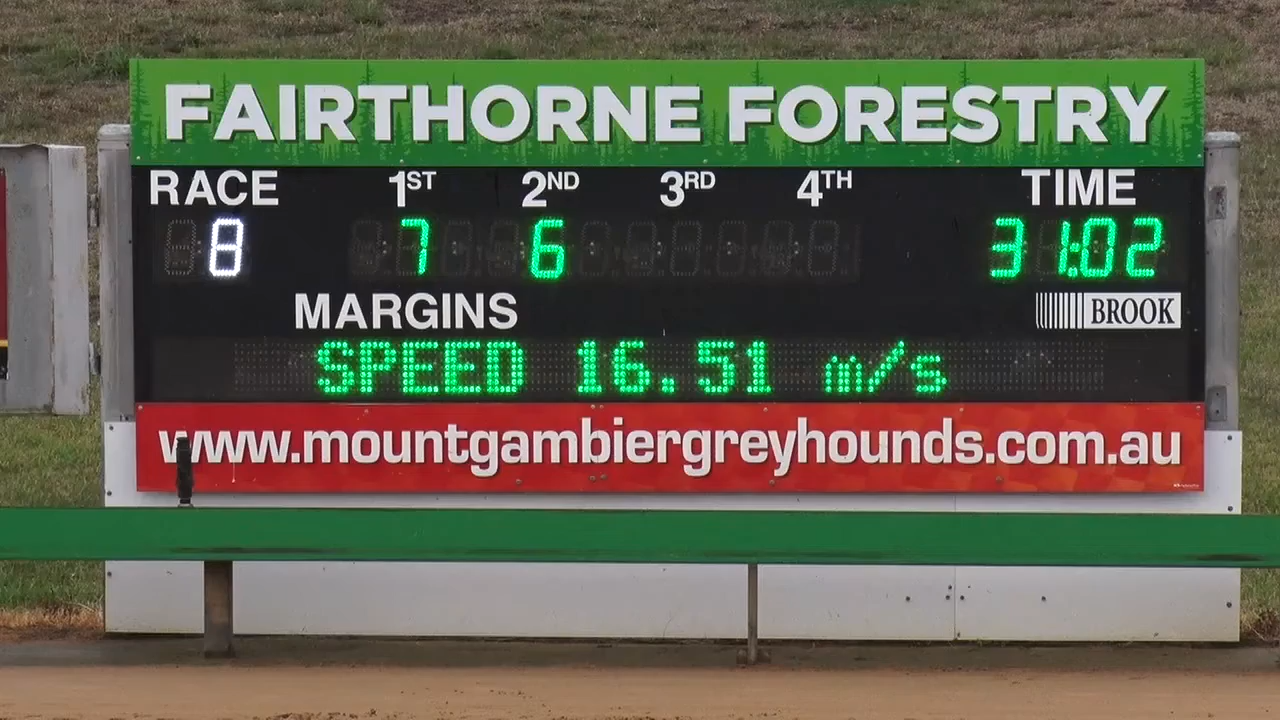 FAIRTHORNE FORESTRY
RACE 1ST 2ND 3RD 4TH TIME
8 7 6 31:02
MARGINS BROOK
SPEED 16.51 m/s
www.mountgambiergreyhounds.com.au